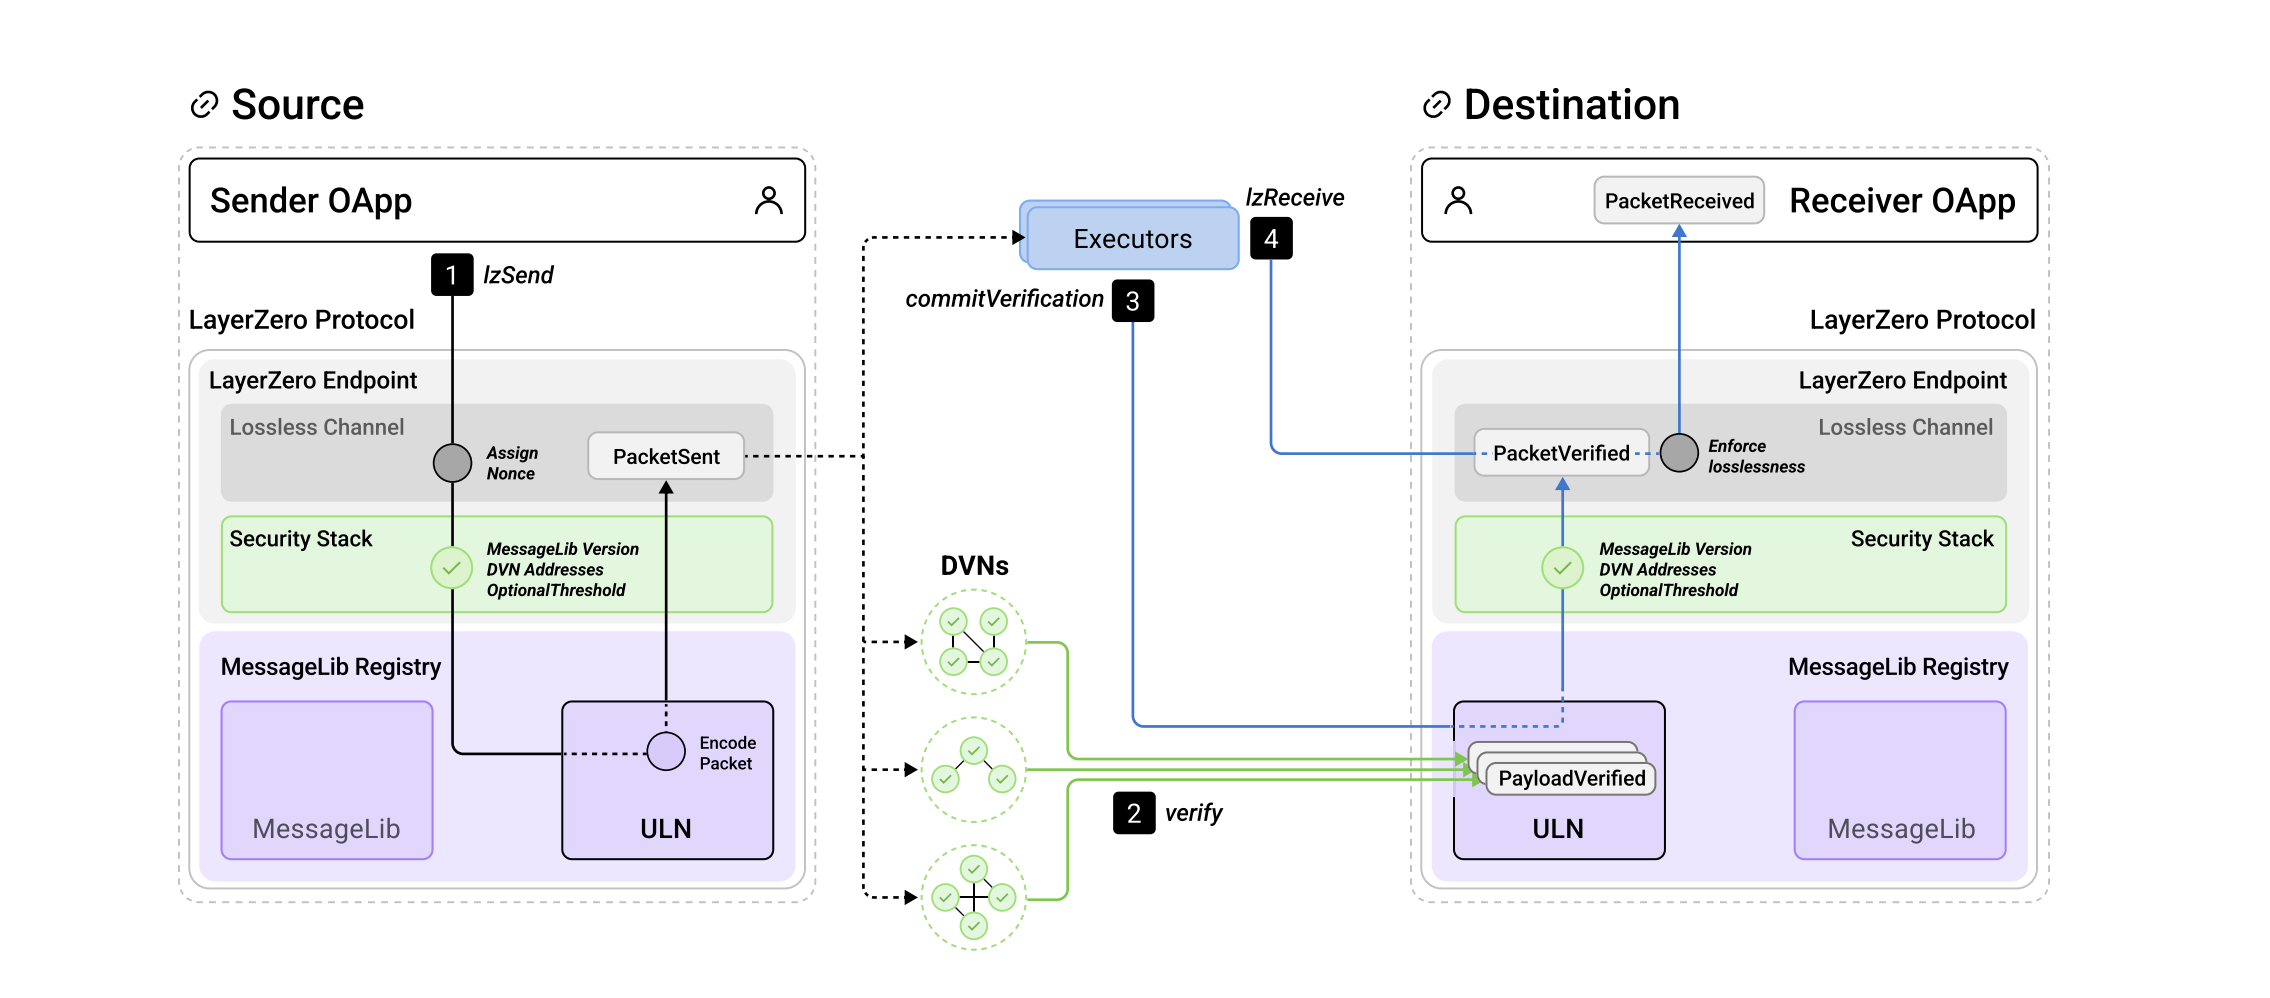 Source
Sender OApp
1
lzSend
LayerZero Protocol
LayerZero Endpoint
Lossless Channel
Assign
Nonce
PacketSent
Security Stack
MessageLib Version
DVN Addresses
OptionalThreshold
MessageLib Registry
MessageLib
Encode
Packet
ULN
Executors
lzReceive
4
commitVerification
3
DVNs
2
verify
Destination
PacketReceived
Receiver OApp
LayerZero Protocol
LayerZero Endpoint
Lossless Channel
PacketVerified
Enforce
losslessness
Security Stack
MessageLib Version
DVN Addresses
OptionalThreshold
MessageLib Registry
PayloadVerified
ULN
MessageLib